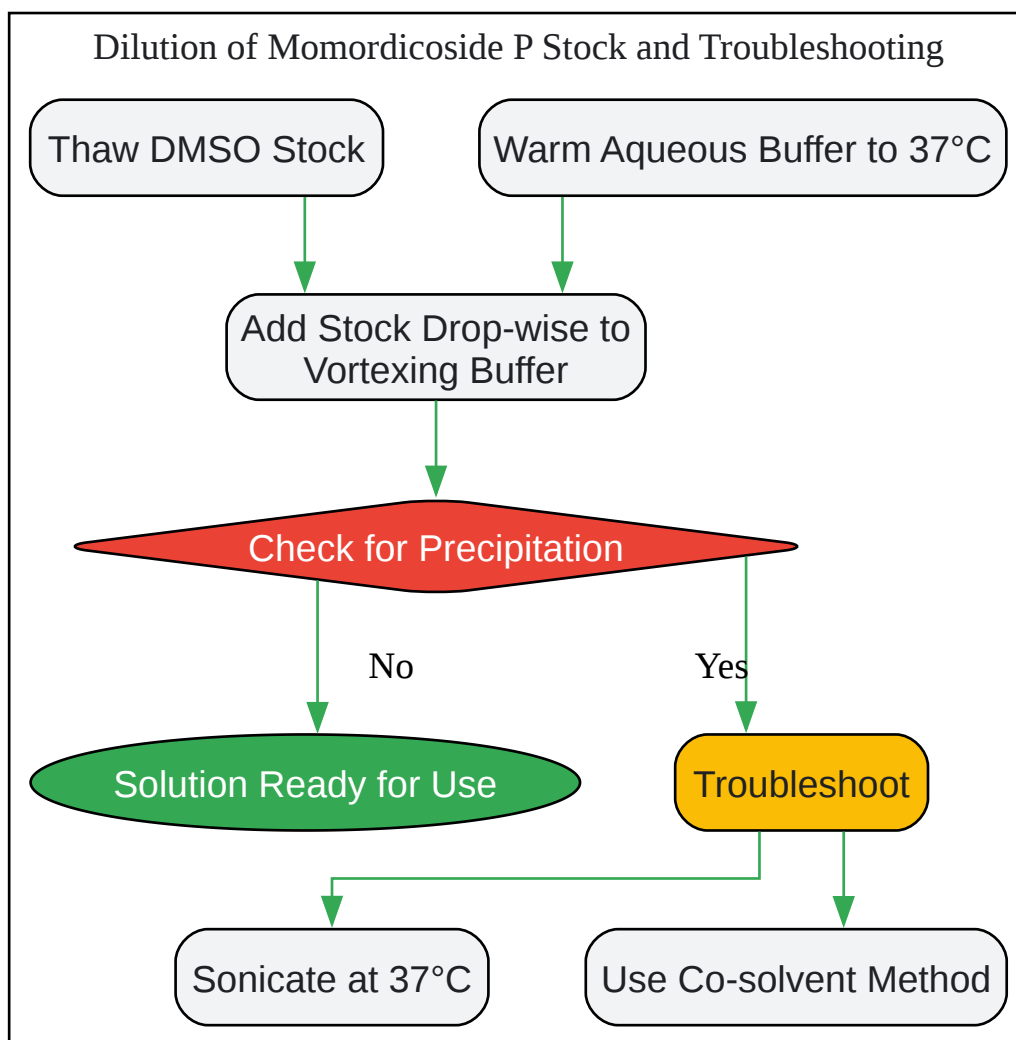 Dilution of Momordicoside P Stock and Troubleshooting
Thaw DMSO Stock
Warm Aqueous Buffer to 37°C
Add Stock Drop-wise to
Vortexing Buffer
Check for Precipitation
No
Yes
Solution Ready for Use
Troubleshoot
Sonicate at 37°C
Use Co-solvent Method